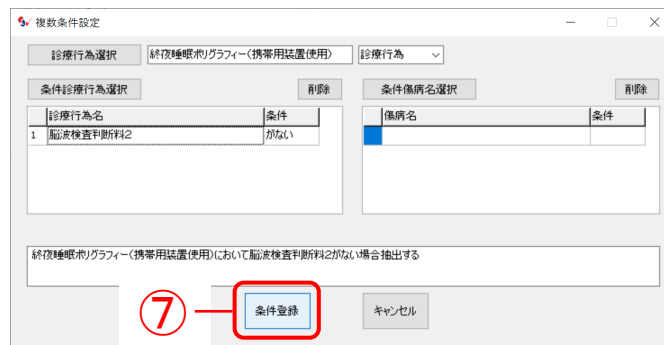 複数条件設定
診療行為選択 終夜睡眠ポリグラフィー(携帯用装置使用) 診療行為
条件診療行為選択 削除 条件傷病名選択 削除
診療行為名 条件 傷病名 条件
1 脳波検査判断料2 がない
終夜睡眠ポリグラフィー(携帯用装置使用)において脳波検査判断料2がない場合抽出する
⑦ 条件登録 キャンセル